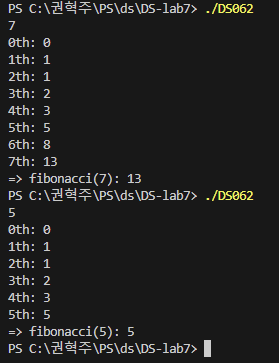 PS C:\권혁주\PS\ds\DS-lab7> ./DS062
7
0th: 0
1th: 1
2th: 1
3th: 2
4th: 3
5th: 5
6th: 8
7th: 13
=> fibonacci(7): 13
PS C:\권혁주\PS\ds\DS-lab7> ./DS062
5
0th: 0
1th: 1
2th: 1
3th: 2
4th: 3
5th: 5
=> fibonacci(5): 5
PS C:\권혁주\PS\ds\DS-lab7>